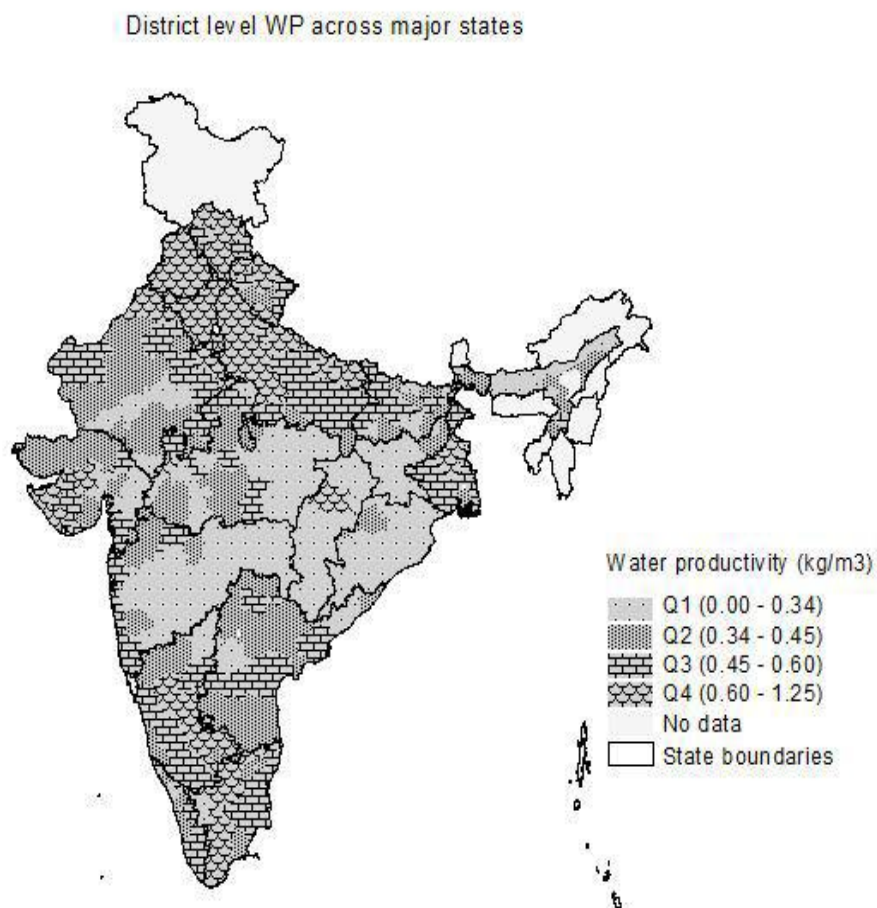 District level WP across major states
Water productivity (kg/m3)
Q1 (0.00 - 0.34)
Q2 (0.34 - 0.45)
Q3 (0.45 - 0.60)
Q4 (0.60 - 1.25)
No data
State boundaries